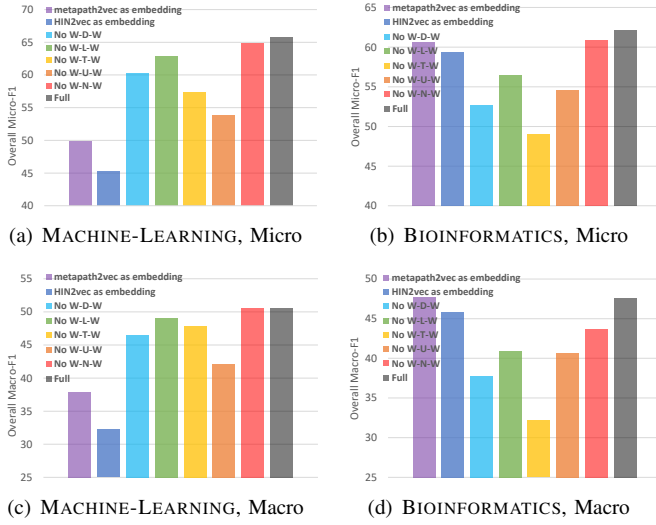 70
65
60
55
50
45
40
Overall Micro-F1
metapath2vec as embedding
HIN2vec as embedding
No W-D-W
No W-L-W
No W-T-W
No W-U-W
No W-N-W
Full
(a) MACHINE-LEARNING, Micro
65
60
55
50
45
40
Overall Micro-F1
metapath2vec as embedding
HIN2vec as embedding
No W-D-W
No W-L-W
No W-T-W
No W-U-W
No W-N-W
Full
(b) BIOINFORMATICS, Micro
55
50
45
40
35
30
25
Overall Macro-F1
metapath2vec as embedding
HIN2vec as embedding
No W-D-W
No W-L-W
No W-T-W
No W-U-W
No W-N-W
Full
(c) MACHINE-LEARNING, Macro
50
45
40
35
30
25
Overall Macro-F1
metapath2vec as embedding
HIN2vec as embedding
No W-D-W
No W-L-W
No W-T-W
No W-U-W
No W-N-W
Full
(d) BIOINFORMATICS, Macro